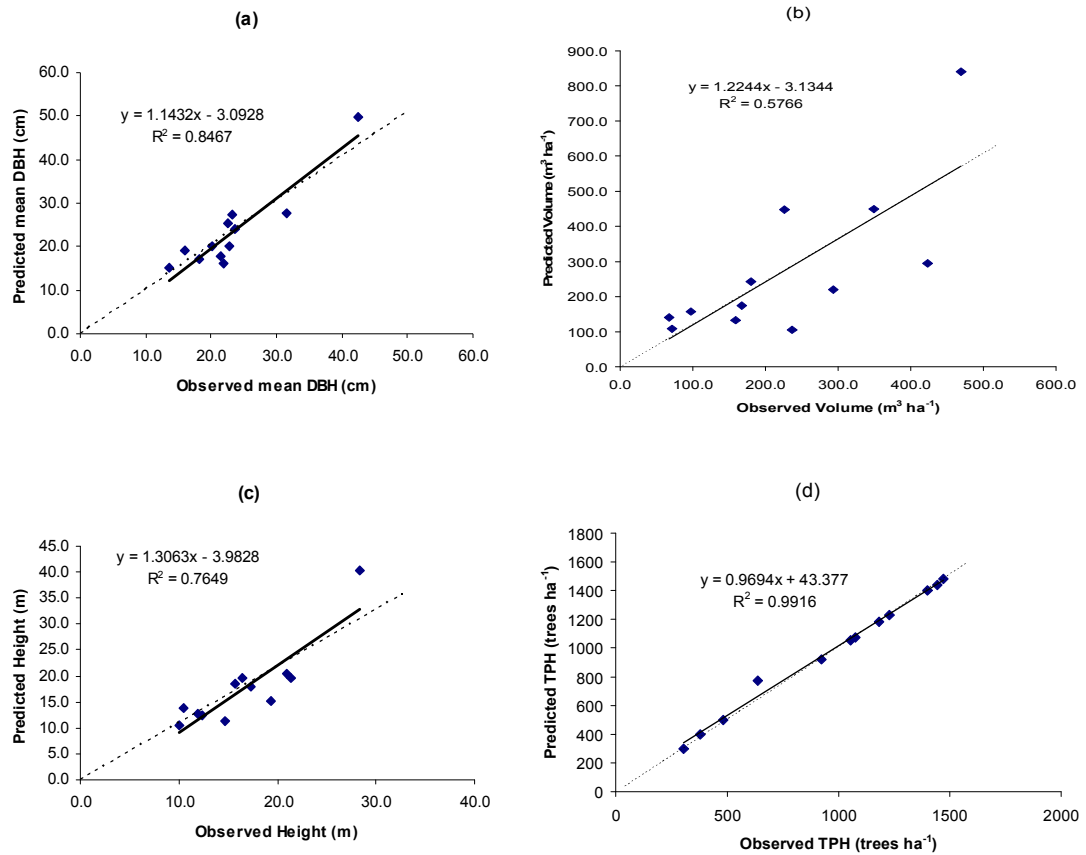 (a)
60.0
50.0
40.0
30.0
20.0
10.0
0.0
Predicted mean DBH (cm)
y = 1.1432x - 3.0928
R² = 0.8467
0.0 10.0 20.0 30.0 40.0 50.0 60.0
Observed mean DBH (cm)
(b)
900.0
800.0
700.0
600.0
500.0
400.0
300.0
200.0
100.0
0.0
Predicted Volume (m³ ha⁻¹)
y = 1.2244x - 3.1344
R² = 0.5766
0.0 100.0 200.0 300.0 400.0 500.0 600.0
Observed Volume (m³ ha⁻¹)
(c)
45.0
40.0
35.0
30.0
25.0
20.0
15.0
10.0
5.0
0.0
Predicted Height (m)
y = 1.3063x - 3.9828
R² = 0.7649
0.0 10.0 20.0 30.0 40.0
Observed Height (m)
(d)
1800
1600
1400
1200
1000
800
600
400
200
0
Predicted TPH (trees ha⁻¹)
y = 0.9694x + 43.377
R² = 0.9916
0 500 1000 1500 2000
Observed TPH (trees ha⁻¹)